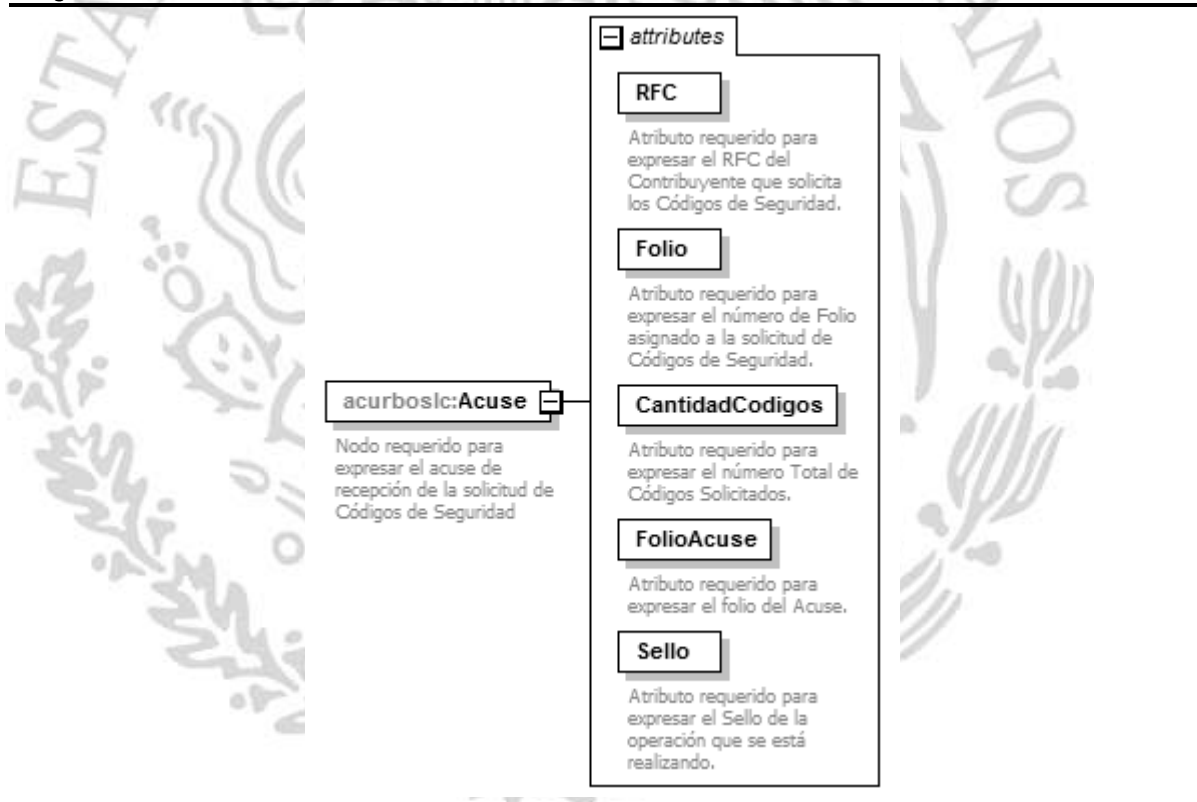 attributes
RFC
Atributo requerido para
expresar el RFC del
Contribuyente que solicita
los Códigos de Seguridad.
Folio
Atributo requerido para
expresar el número de Folio
asignado a la solicitud de
Códigos de Seguridad.
acurboslc:Acuse
Nodo requerido para
expresar el acuse de
recepción de la solicitud de
Códigos de Seguridad
CantidadCodigos
Atributo requerido para
expresar el número Total de
Códigos Solicitados.
FolioAcuse
Atributo requerido para
expresar el folio del Acuse.
Sello
Atributo requerido para
expresar el Sello de la
operación que se está
realizando.
ESTA
ANOS